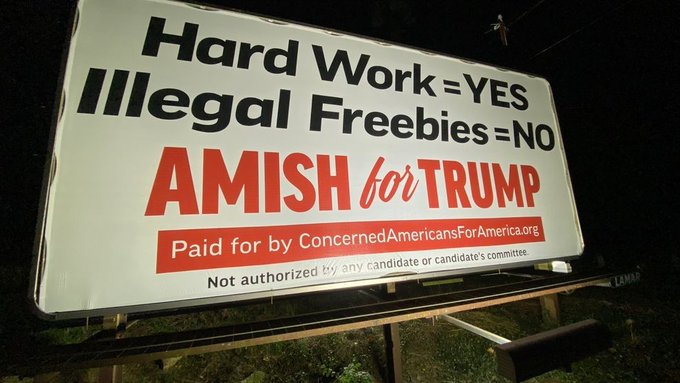 Hard Work = YES
Illegal Freebies = NO
AMISH for TRUMP
Paid for by ConcernedAmericansForAmerica.org
Not authorized by any candidate or candidate's committee.
LAMAR